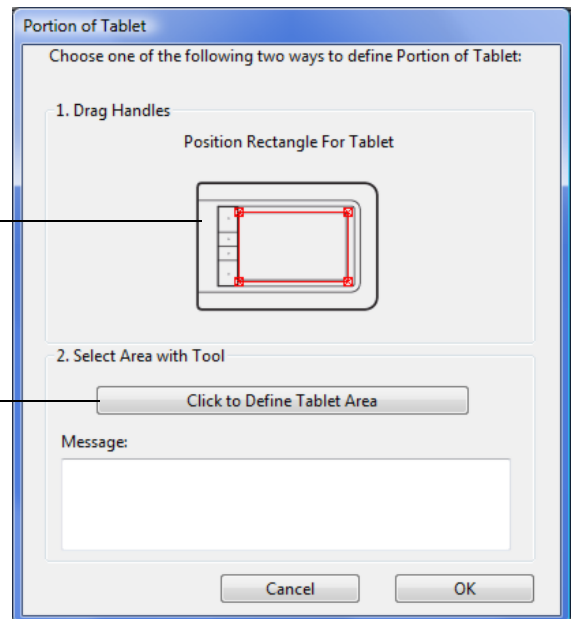 Portion of Tablet
Choose one of the following two ways to define Portion of Tablet:
1. Drag Handles
Position Rectangle For Tablet
2. Select Area with Tool
Click to Define Tablet Area
Message:
Cancel
OK